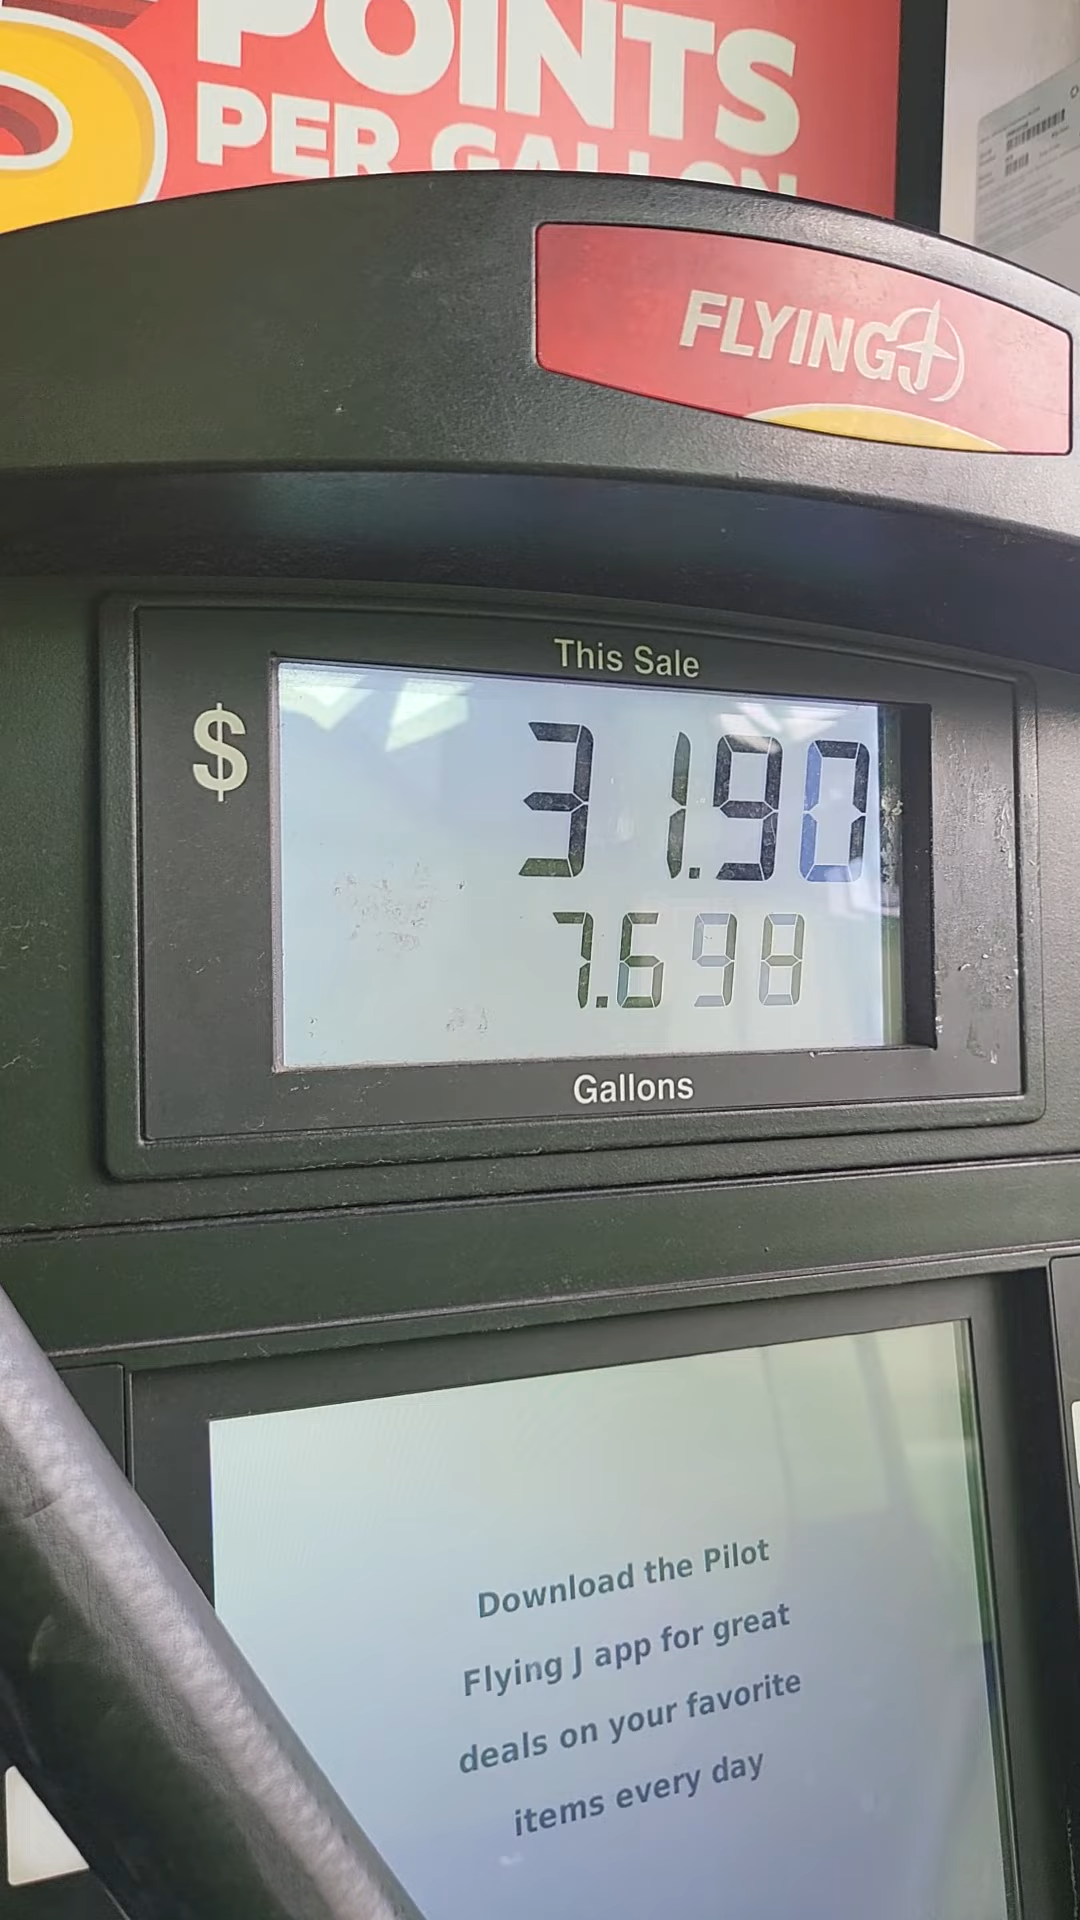 POINTS
PER GALLON
FLYING J
This Sale
$ 31.90
7.698
Gallons
Download the Pilot
Flying J app for great
deals on your favorite
items every day